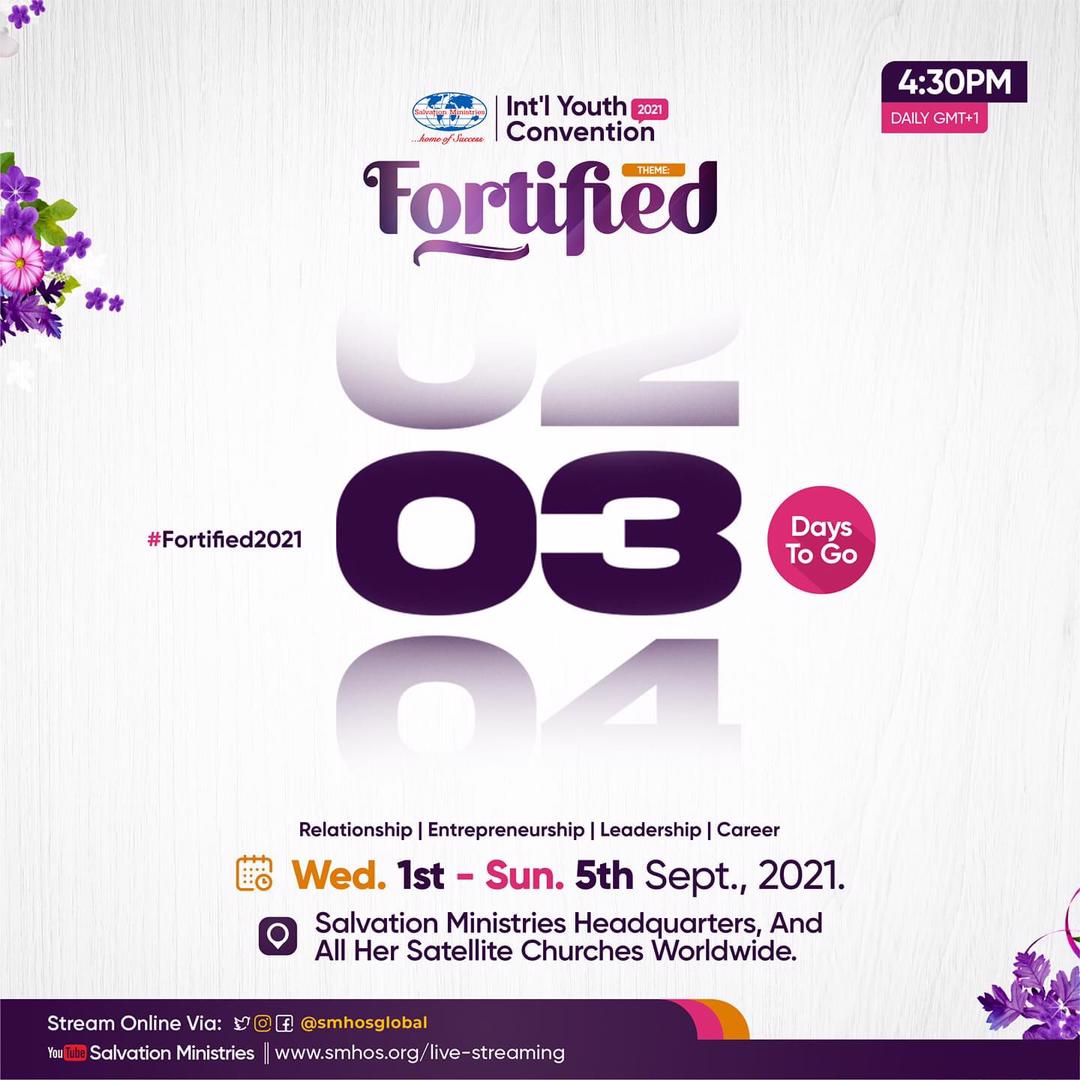 4:30PM
DAILY GMT+1
Salvation Ministries
...home of Success
Int'l Youth 2021
Convention
THEME:
Fortified
02
03
04
#Fortified2021
Days
To Go
Relationship | Entrepreneurship | Leadership | Career
Wed. 1st - Sun. 5th Sept., 2021.
Salvation Ministries Headquarters, And
All Her Satellite Churches Worldwide.
Stream Online Via: @smhosglobal
YouTube Salvation Ministries || www.smhos.org/live-streaming